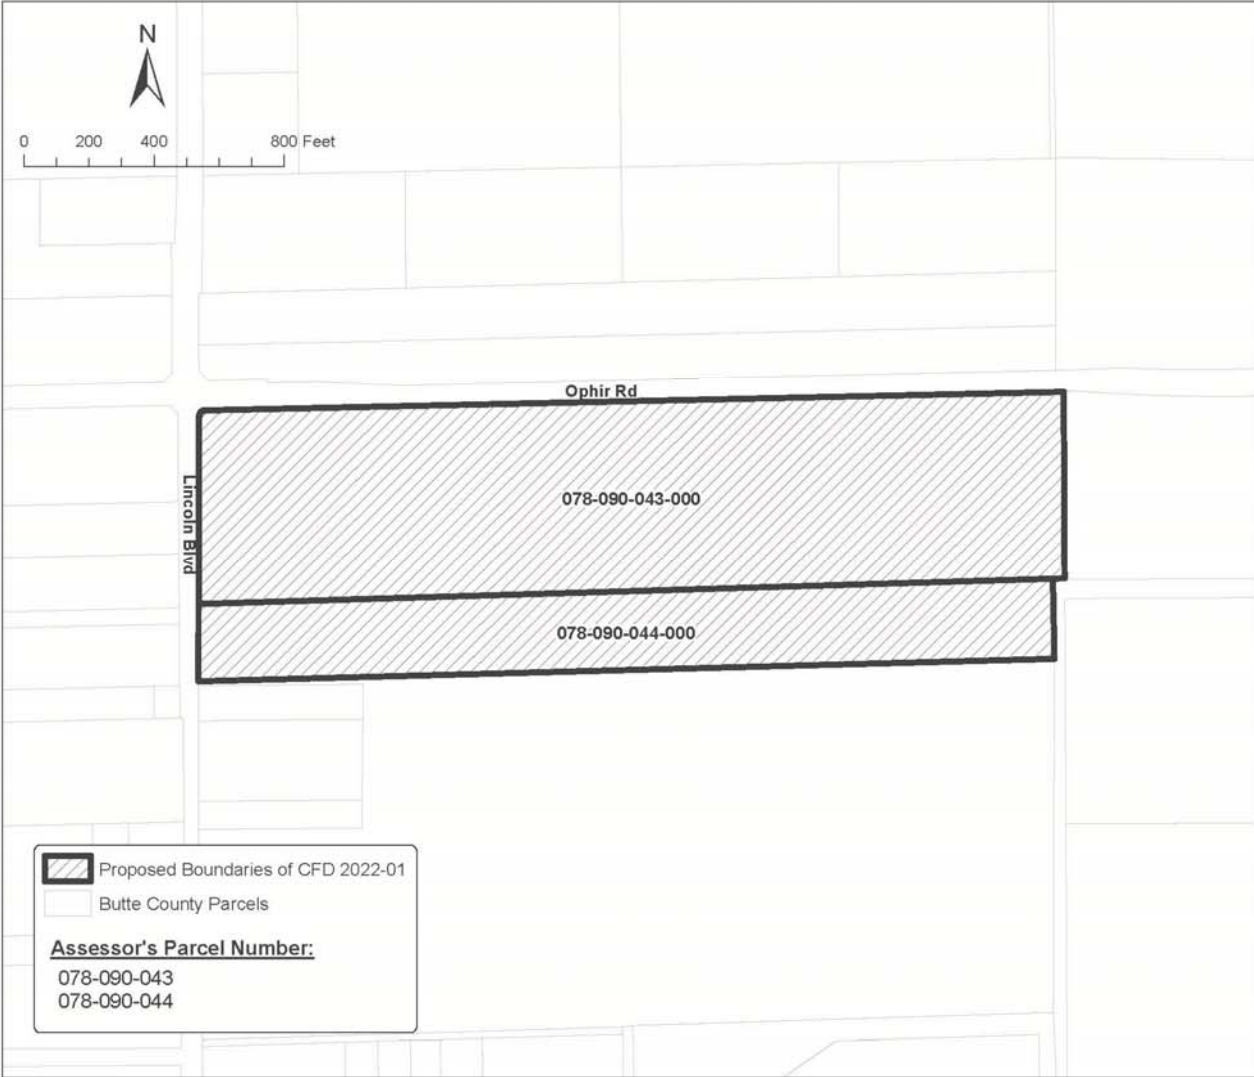 N
0 200 400 800 Feet
Ophir Rd
Lincoln Blvd
078-090-043-000
078-090-044-000
Proposed Boundaries of CFD 2022-01
Butte County Parcels
Assessor's Parcel Number:
078-090-043
078-090-044